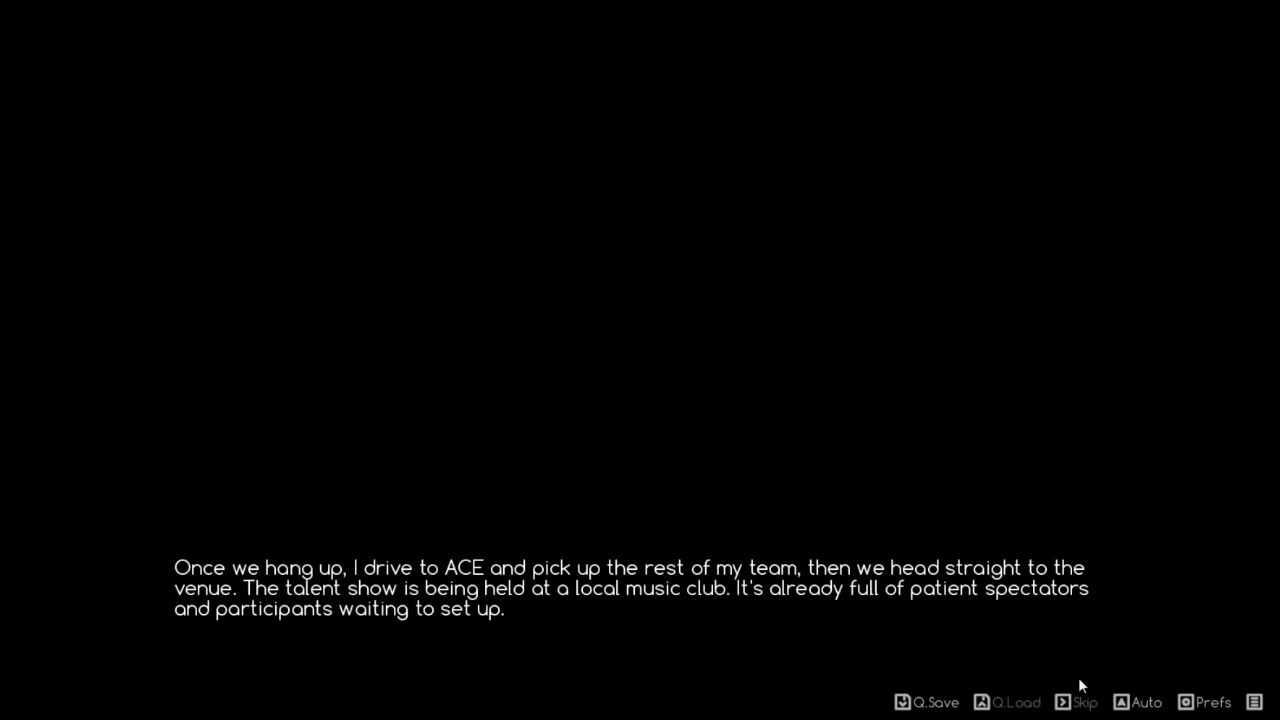 Once we hang up, I drive to ACE and pick up the rest of my team, then we head straight to the
venue. The talent show is being held at a local music club. It's already full of patient spectators
and participants waiting to set up.
Q.Save Q.Load Skip Auto Prefs